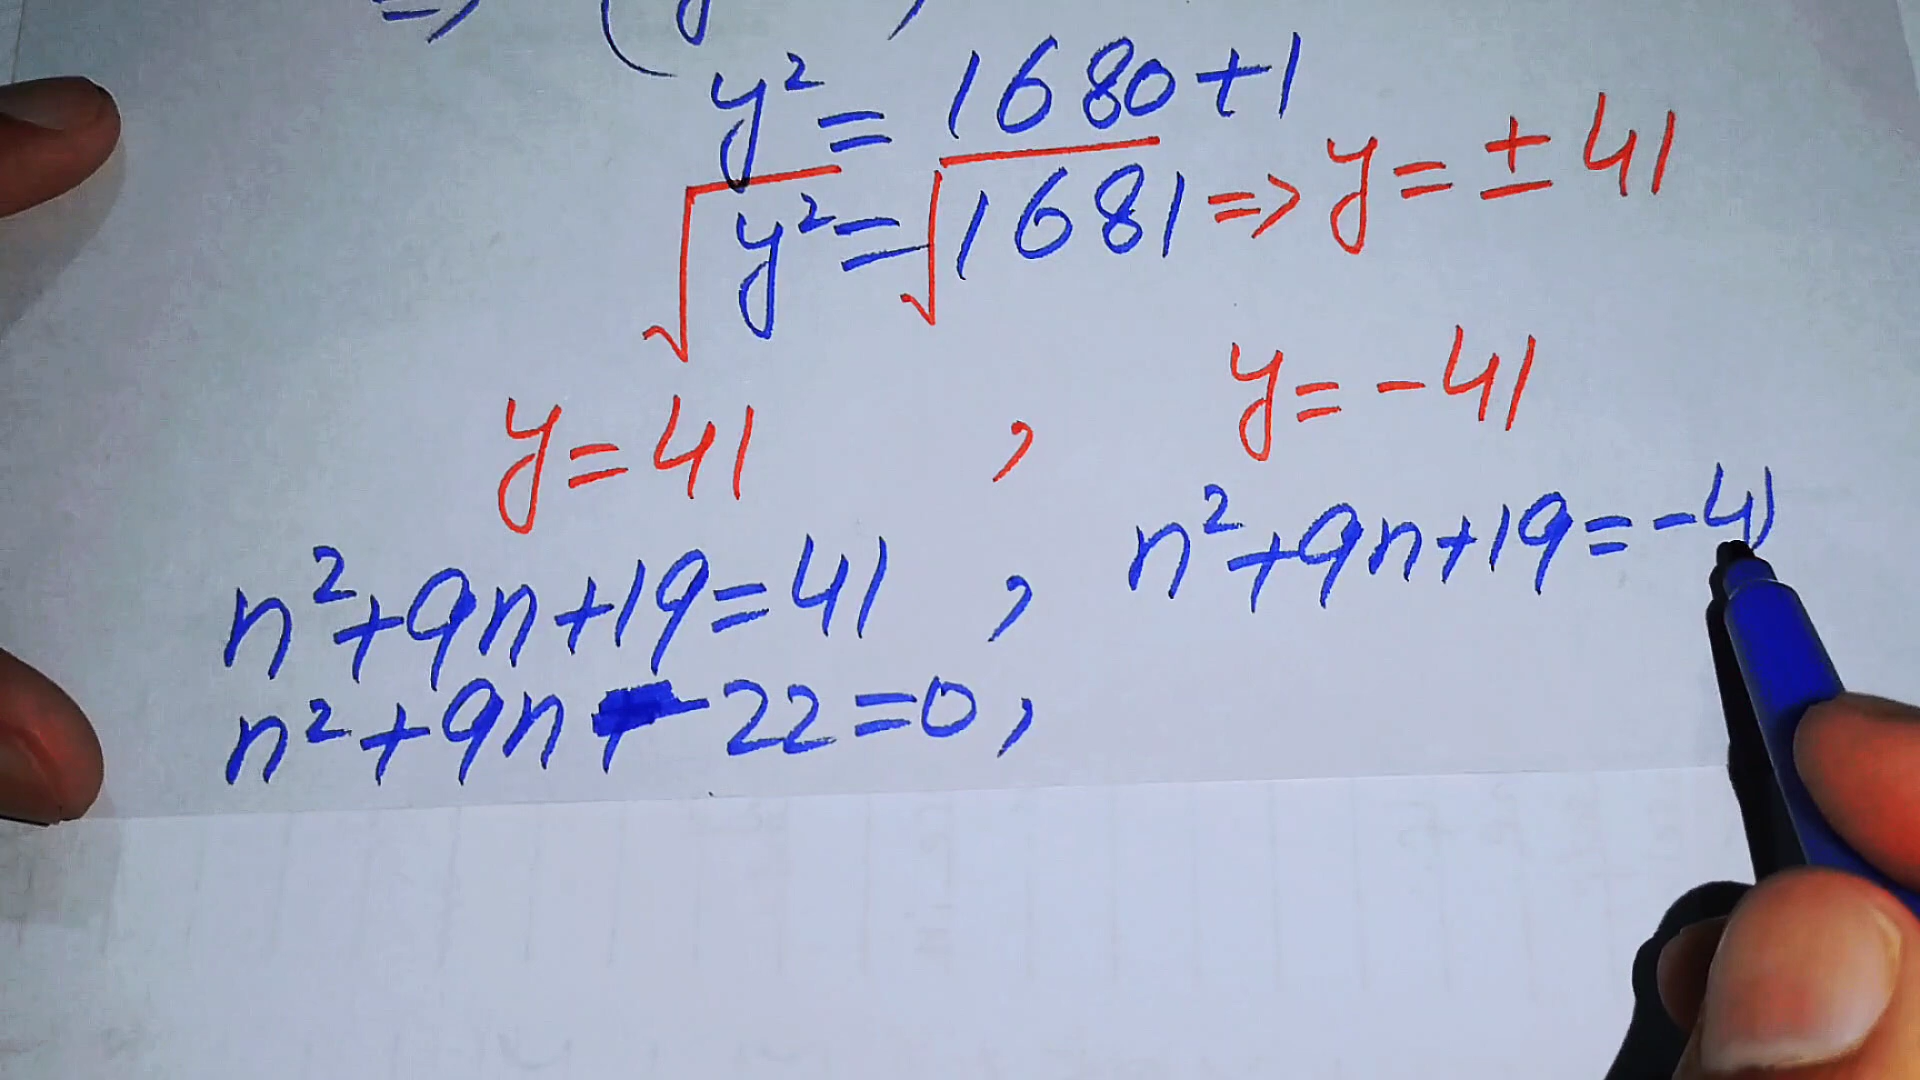 => (y
y² = 1680+1
√y² = √1681 => y = ± 41
y = 41 , y = -41
n²+9n+19=41 , n²+9n+19=-41
n²+9n-22=0,